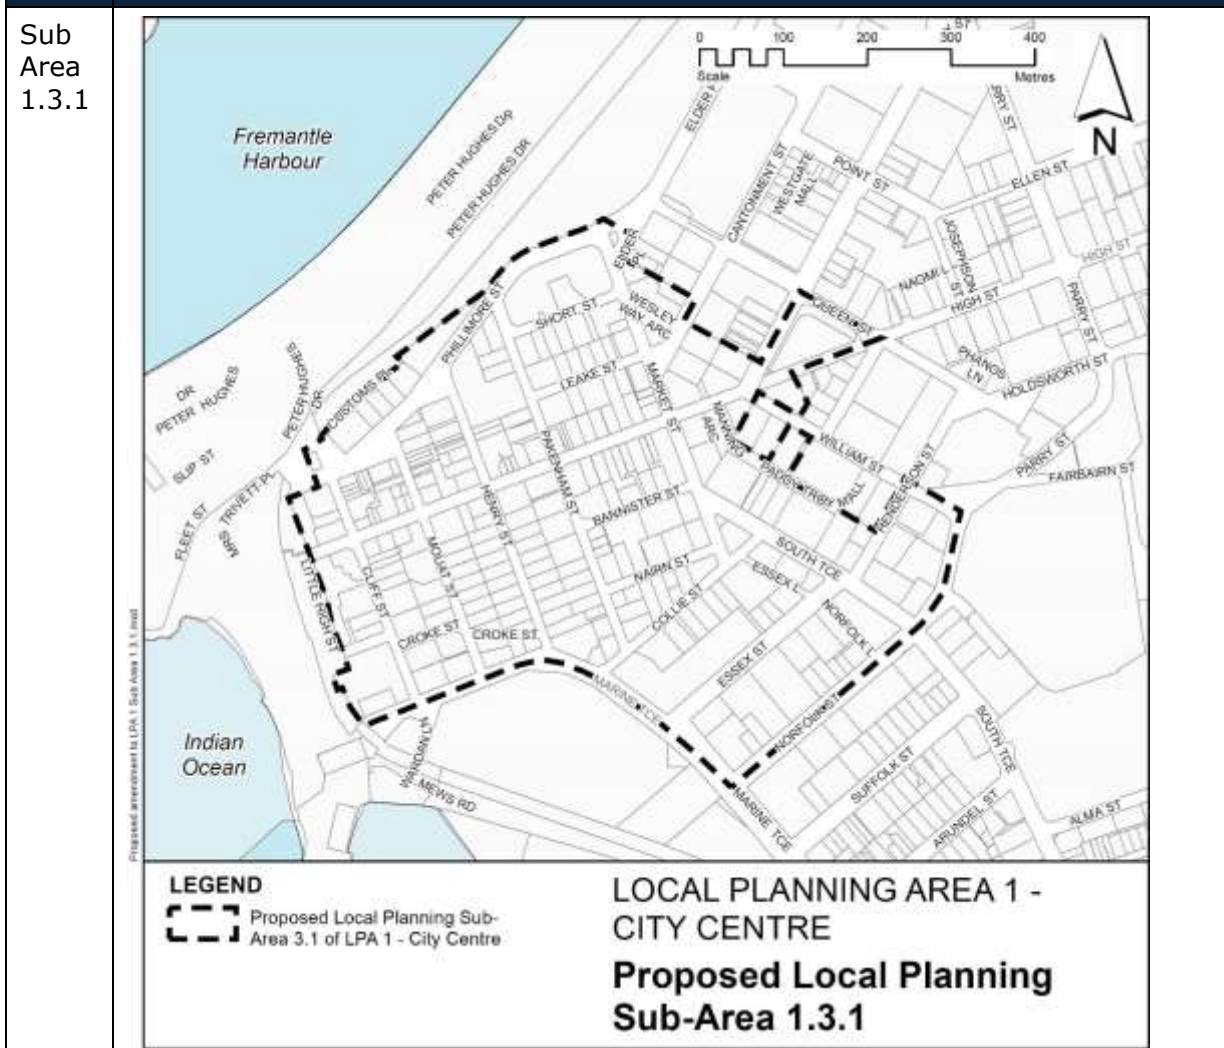 Sub
Area
1.3.1
0 100 200 300 400
Scale Metres
N
Fremantle
Harbour
PETER HUGHES DR
PETER HUGHES DR
CANTONMENT ST
WESTGATE
MALL
POINT ST
ELLEN ST
JOSEPHSON
ST
NAOMI L
HIGH ST
HIGH ST
PARRY ST
ELDER
PL
WESLEY
WAY ARC
QUEEN ST
PHILLIMORE ST
SHORT ST
PHANOS
LN
HOLDSWORTH ST
LEAKE ST
MARKET ST
CUSTOMS
DR
PETER HUGHES
PETER HUGHES
DR
SLIP ST
MANNING
ARC
WILLIAM ST
PARRY ST
FAIRBAIRN ST
HENDERSON ST
MALL
PAKENHAM ST
HENRY ST
BANNISTER ST
FLEET ST
MRS TRIVETT PL
MOUAT ST
CLIFF ST
LITTLE HIGH ST
NAIRN ST
SOUTH TCE
ESSEX L
COLLIE ST
NORFOLK L
CROKE ST
CROKE ST
ESSEX ST
MARINE TCE
NORFOLK ST
SOUTH TCE
Indian
Ocean
WARDAN L
MEWS RD
SUFFOLK ST
MARINE TCE
ARUNDEL ST
ALMA ST
LEGEND
Proposed Local Planning Sub-
Area 3.1 of LPA 1 - City Centre
LOCAL PLANNING AREA 1 -
CITY CENTRE
Proposed Local Planning
Sub-Area 1.3.1